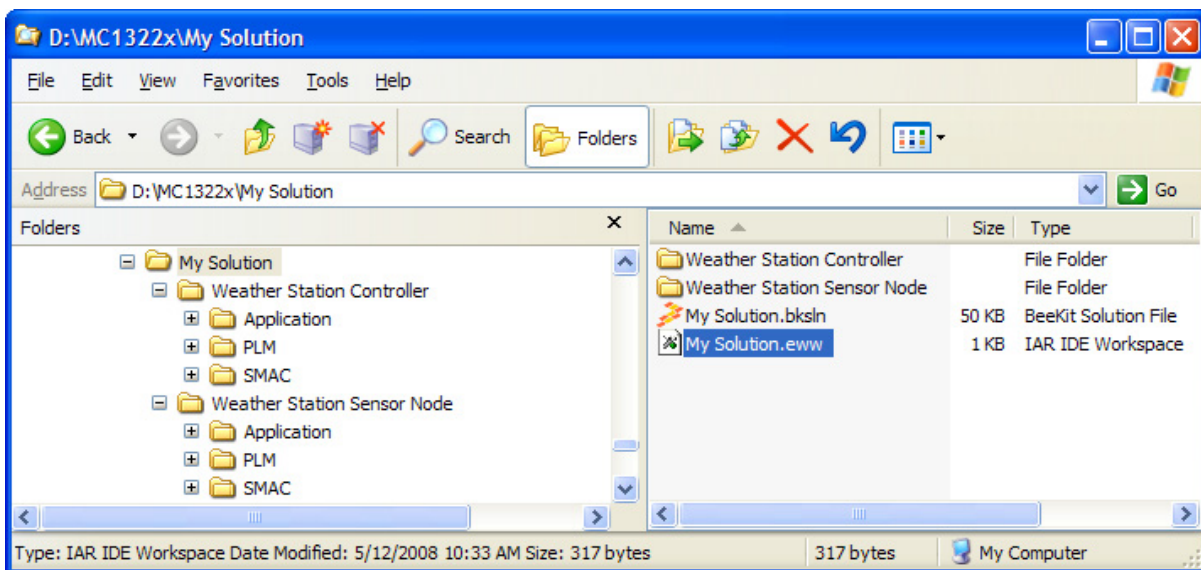 D:\MC1322x\My Solution
File Edit View Favorites Tools Help
Back Search Folders
Address D:\MC1322x\My Solution Go
Folders x
My Solution
Weather Station Controller
Application
PLM
SMAC
Weather Station Sensor Node
Application
PLM
SMAC
Name Size Type
Weather Station Controller File Folder
Weather Station Sensor Node File Folder
My Solution.bksln 50 KB BeeKit Solution File
My Solution.eww 1 KB IAR IDE Workspace
Type: IAR IDE Workspace Date Modified: 5/12/2008 10:33 AM Size: 317 bytes 317 bytes My Computer